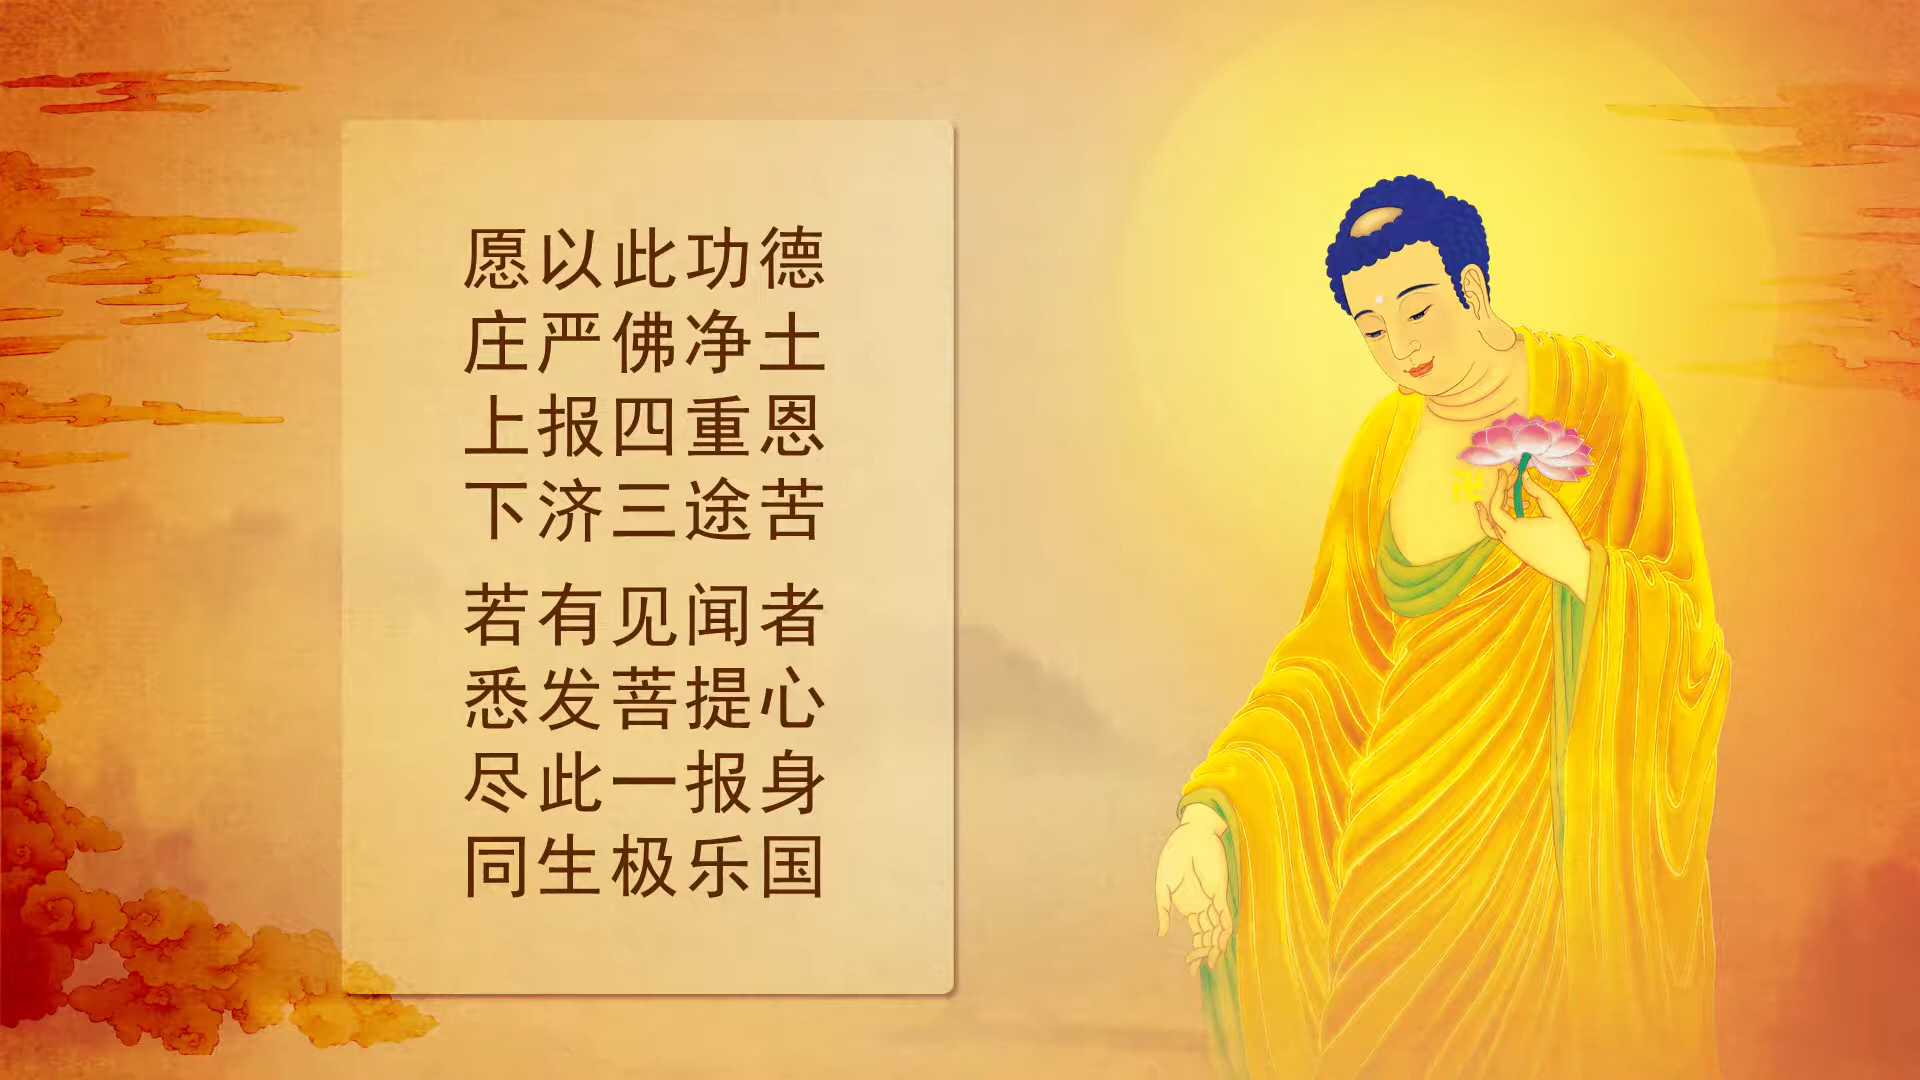 愿以此功德
庄严佛净土
上报四重恩
下济三途苦
若有见闻者
悉发菩提心
尽此一报身
同生极乐国